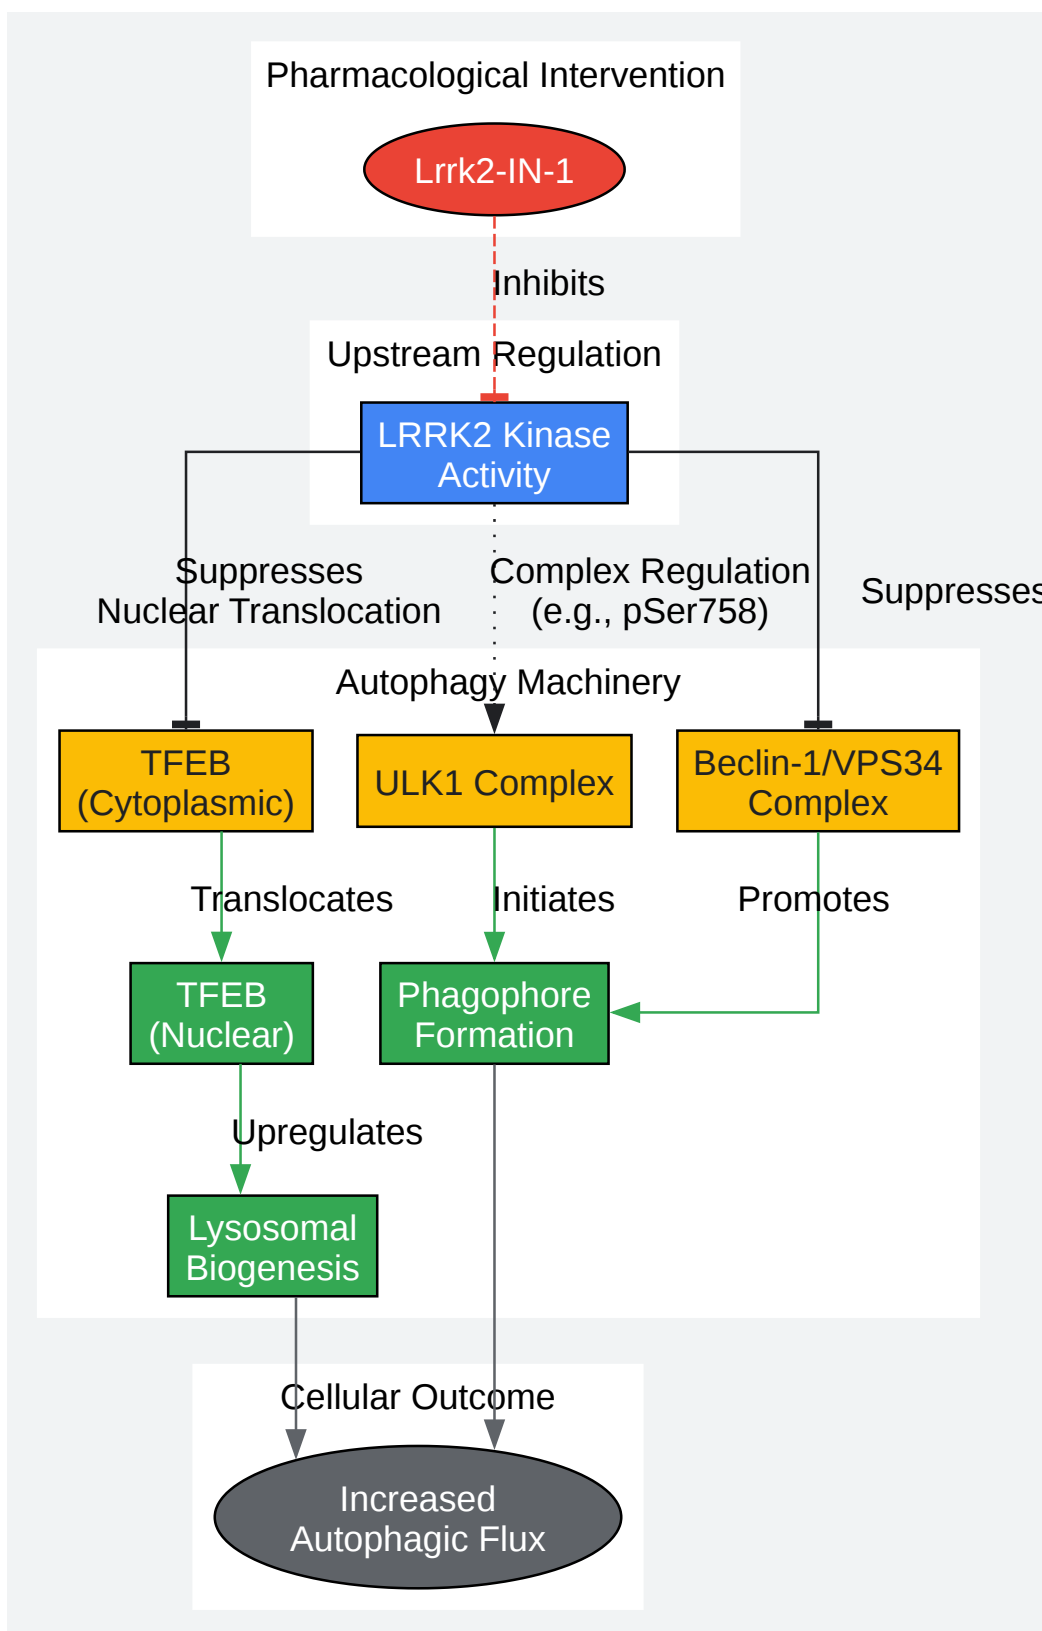 Pharmacological Intervention
Lrrk2-IN-1
Inhibits
Upstream Regulation
LRRK2 Kinase
Activity
Suppresses
Nuclear Translocation
Complex Regulation
(e.g., pSer758)
Suppresses
Autophagy Machinery
TFEB
(Cytoplasmic)
ULK1 Complex
Beclin-1/VPS34
Complex
Translocates
Initiates
Promotes
TFEB
(Nuclear)
Phagophore
Formation
Upregulates
Lysosomal
Biogenesis
Cellular Outcome
Increased
Autophagic Flux